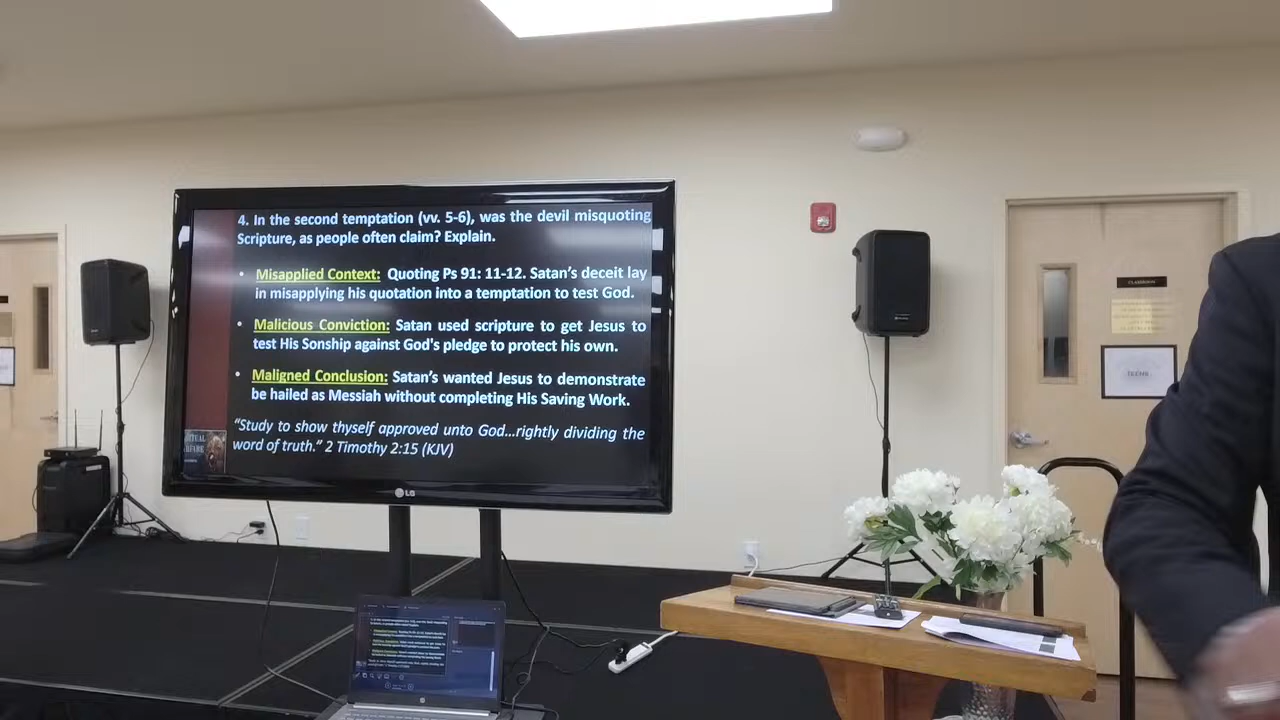 4. In the second temptation (vv. 5-6), was the devil misquoting
Scripture, as people often claim? Explain.
• Misapplied Context: Quoting Ps 91: 11-12. Satan's deceit lay
in misapplying his quotation into a temptation to test God.
• Malicious Conviction: Satan used scripture to get Jesus to
test His Sonship against God's pledge to protect his own.
• Maligned Conclusion: Satan's wanted Jesus to demonstrate
be hailed as Messiah without completing His Saving Work.
"Study to show thyself approved unto God...rightly dividing the
word of truth." 2 Timothy 2:15 (KJV)
LG
TEENS